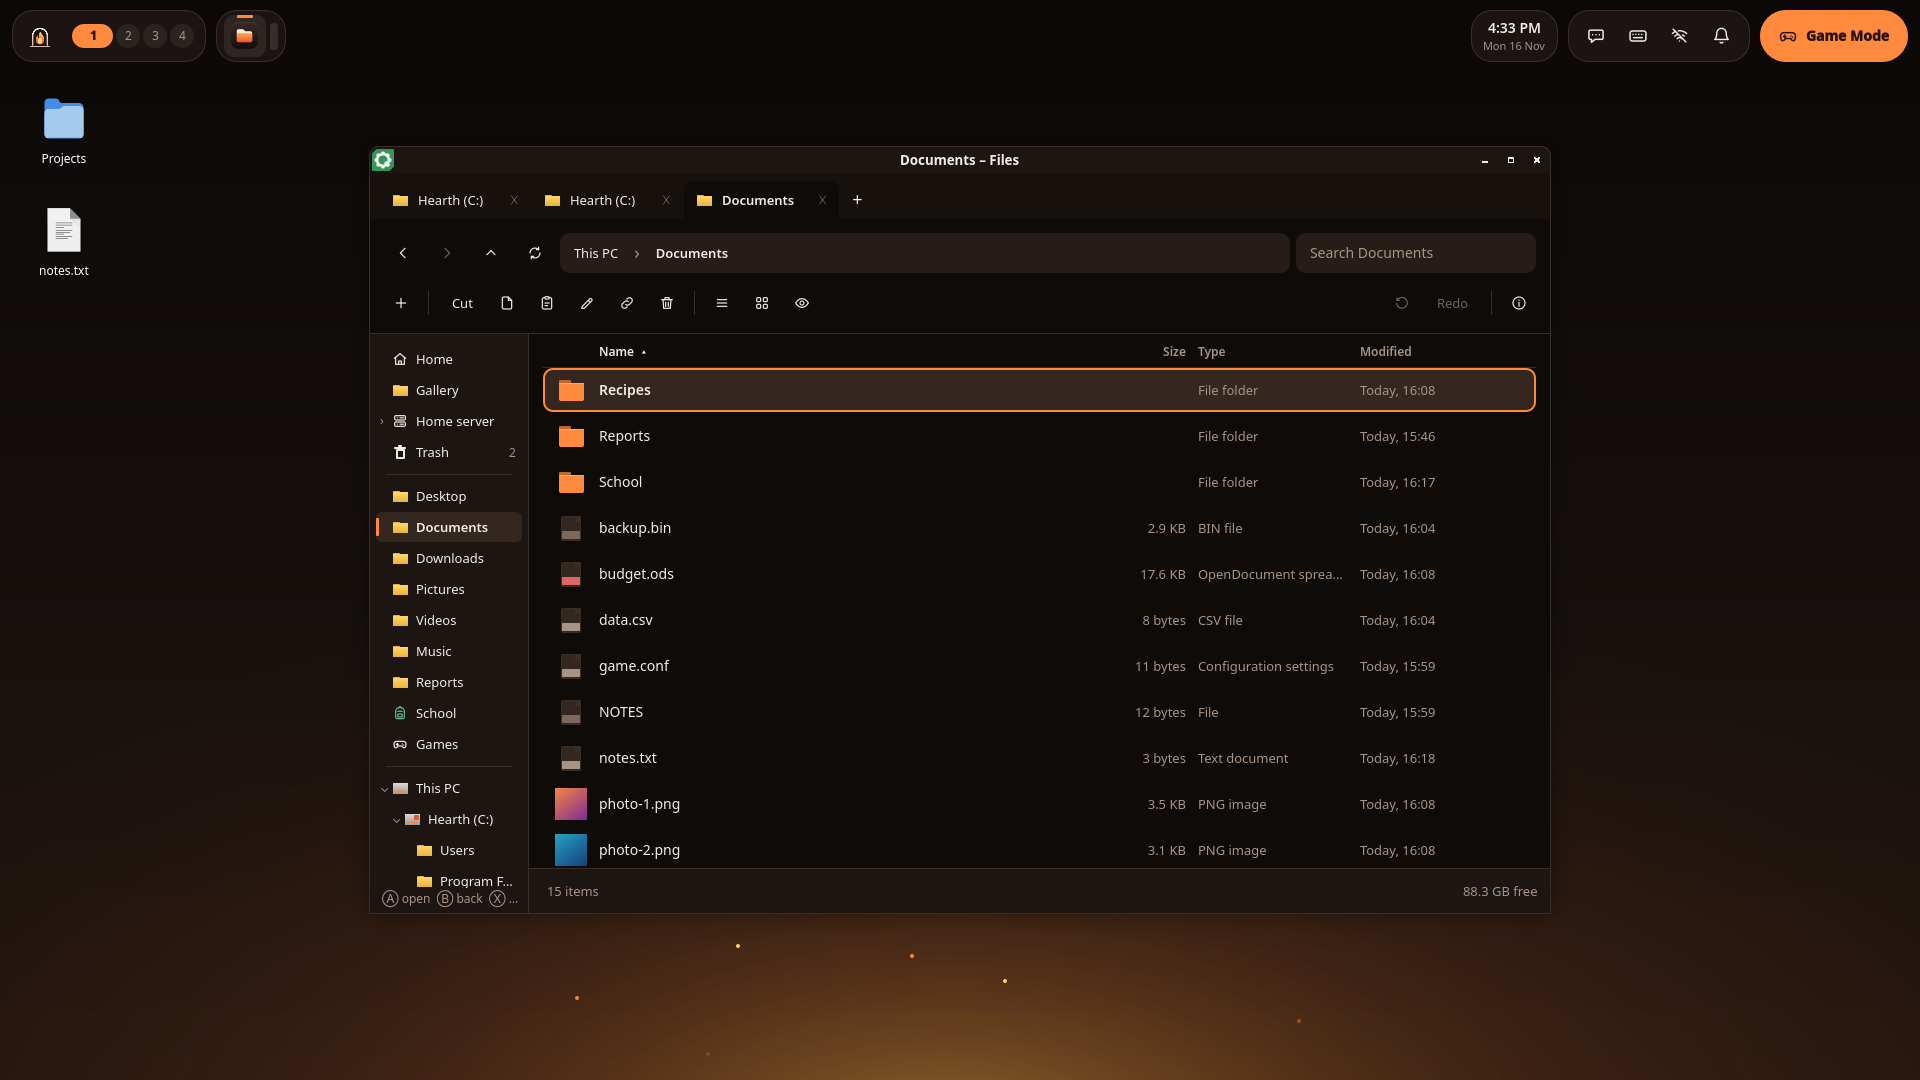 1 2 3 4
4:33 PM
Mon 16 Nov
Game Mode
Projects
notes.txt
Documents – Files
Hearth (C:) X Hearth (C:) X Documents X +
This PC › Documents
Search Documents
Cut
Redo
Home
Gallery
Home server
Trash 2
Desktop
Documents
Downloads
Pictures
Videos
Music
Reports
School
Games
This PC
Hearth (C:)
Users
Program F...
A open B back X ...
Name Size Type Modified
Recipes File folder Today, 16:08
Reports File folder Today, 15:46
School File folder Today, 16:17
backup.bin 2.9 KB BIN file Today, 16:04
budget.ods 17.6 KB OpenDocument sprea... Today, 16:08
data.csv 8 bytes CSV file Today, 16:04
game.conf 11 bytes Configuration settings Today, 15:59
NOTES 12 bytes File Today, 15:59
notes.txt 3 bytes Text document Today, 16:18
photo-1.png 3.5 KB PNG image Today, 16:08
photo-2.png 3.1 KB PNG image Today, 16:08
15 items 88.3 GB free